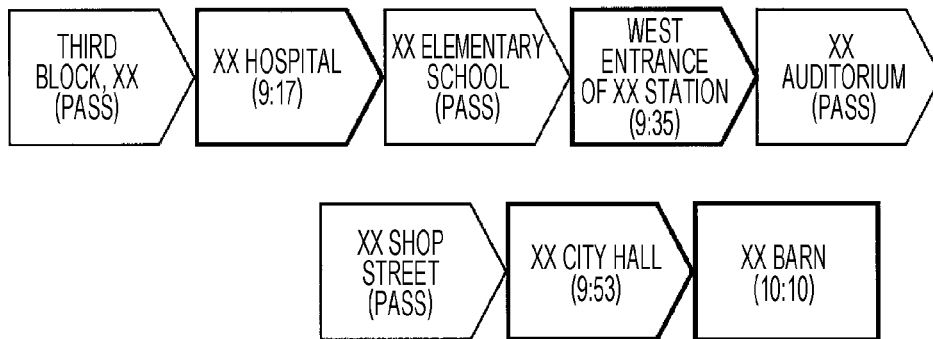 THIRD
BLOCK, XX
(PASS)
XX HOSPITAL
(9:17)
XX ELEMENTARY
SCHOOL
(PASS)
WEST
ENTRANCE
OF XX STATION
(9:35)
XX
AUDITORIUM
(PASS)
XX SHOP
STREET
(PASS)
XX CITY HALL
(9:53)
XX BARN
(10:10)